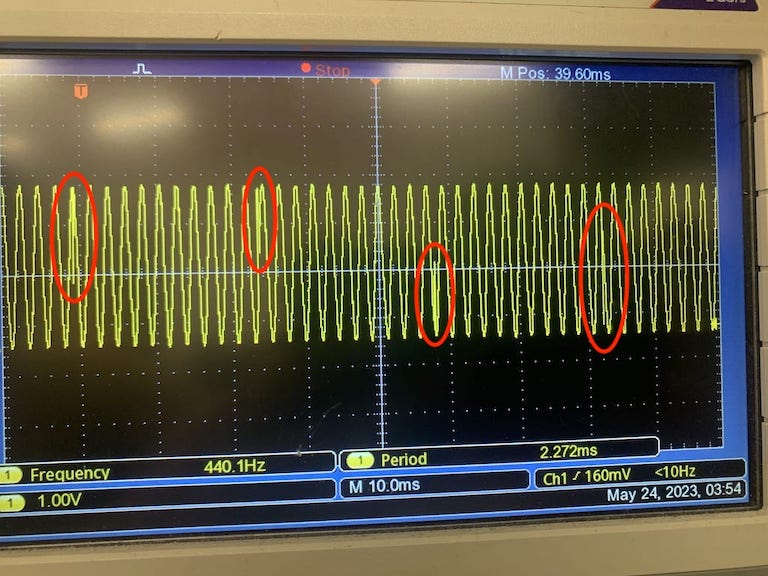 Stop M Pos: 39.60ms
T
1 Frequency 440.1Hz 1 Period 2.272ms
1 1.00V M 10.0ms Ch1 160mV <10Hz
May 24, 2023, 03:54